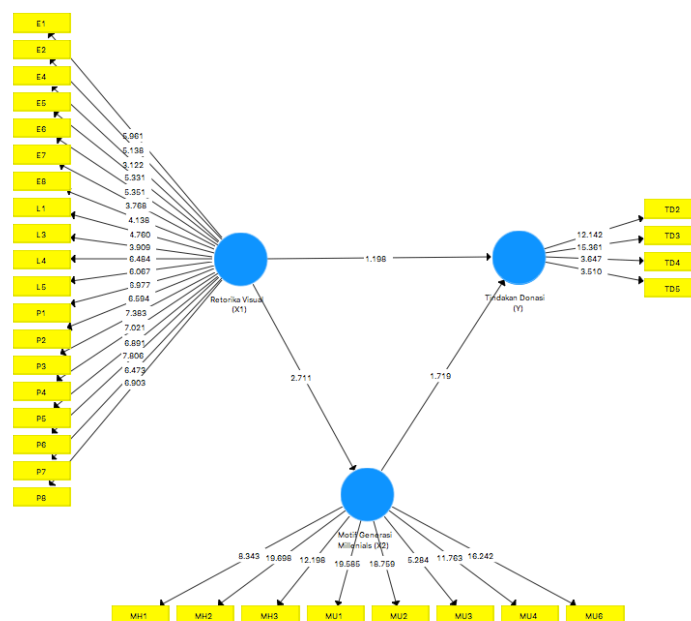 E1
E2
E4
E5
E6
E7
E8
L1
L3
L4
L5
P1
P2
P3
P4
P5
P6
P7
P8
5.961
5.138
3.122
5.331
5.351
3.768
4.138
4.760
3.909
6.484
6.067
6.977
6.594
7.383
7.021
6.891
7.806
6.473
6.903
Retorika Visual
(X1)
1.198
2.711
1.719
Tindakan Donasi
(Y)
12.142
15.361
3.647
3.510
TD2
TD3
TD4
TD5
Motif Generasi
Millenials (X2)
8.343
19.698
12.198
19.585
18.759
5.284
11.763
16.242
MH1
MH2
MH3
MU1
MU2
MU3
MU4
MU6